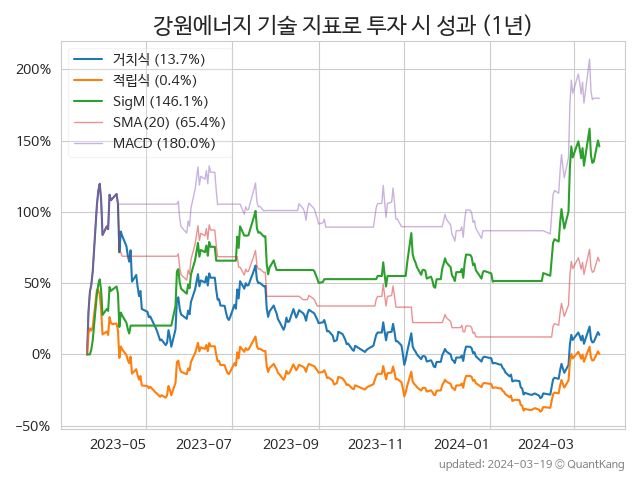 강원에너지 기술 지표로 투자 시 성과 (1년)
거치식 (13.7%)
적립식 (0.4%)
SigM (146.1%)
SMA(20) (65.4%)
MACD (180.0%)
200%
150%
100%
50%
0%
−50%
2023-05 2023-07 2023-09 2023-11 2024-01 2024-03
updated: 2024-03-19 © QuantKang